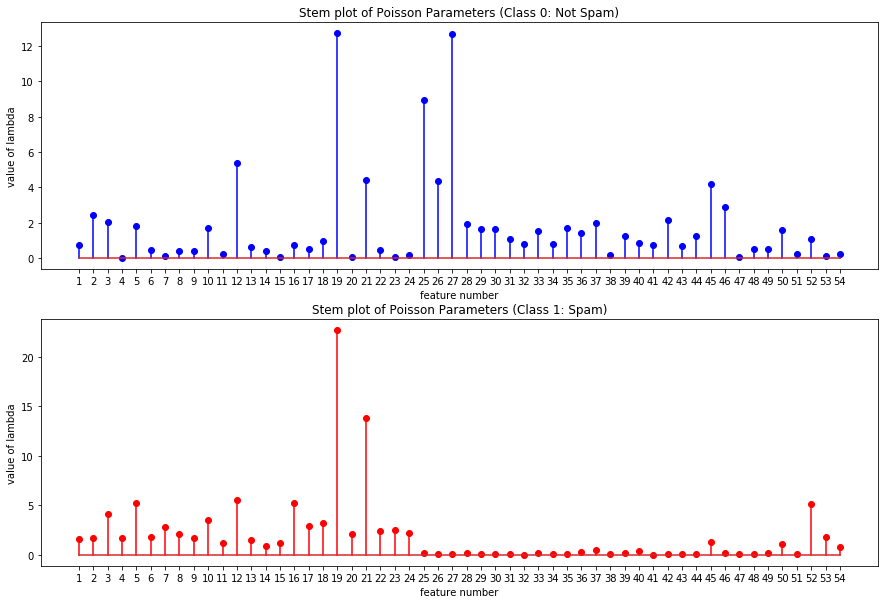 Stem plot of Poisson Parameters (Class 0: Not Spam)
12
10
8
6
4
2
0
value of lambda
1 2 3 4 5 6 7 8 9 10 11 12 13 14 15 16 17 18 19 20 21 22 23 24 25 26 27 28 29 30 31 32 33 34 35 36 37 38 39 40 41 42 43 44 45 46 47 48 49 50 51 52 53 54
feature number
Stem plot of Poisson Parameters (Class 1: Spam)
20
15
10
5
0
value of lambda
1 2 3 4 5 6 7 8 9 10 11 12 13 14 15 16 17 18 19 20 21 22 23 24 25 26 27 28 29 30 31 32 33 34 35 36 37 38 39 40 41 42 43 44 45 46 47 48 49 50 51 52 53 54
feature number